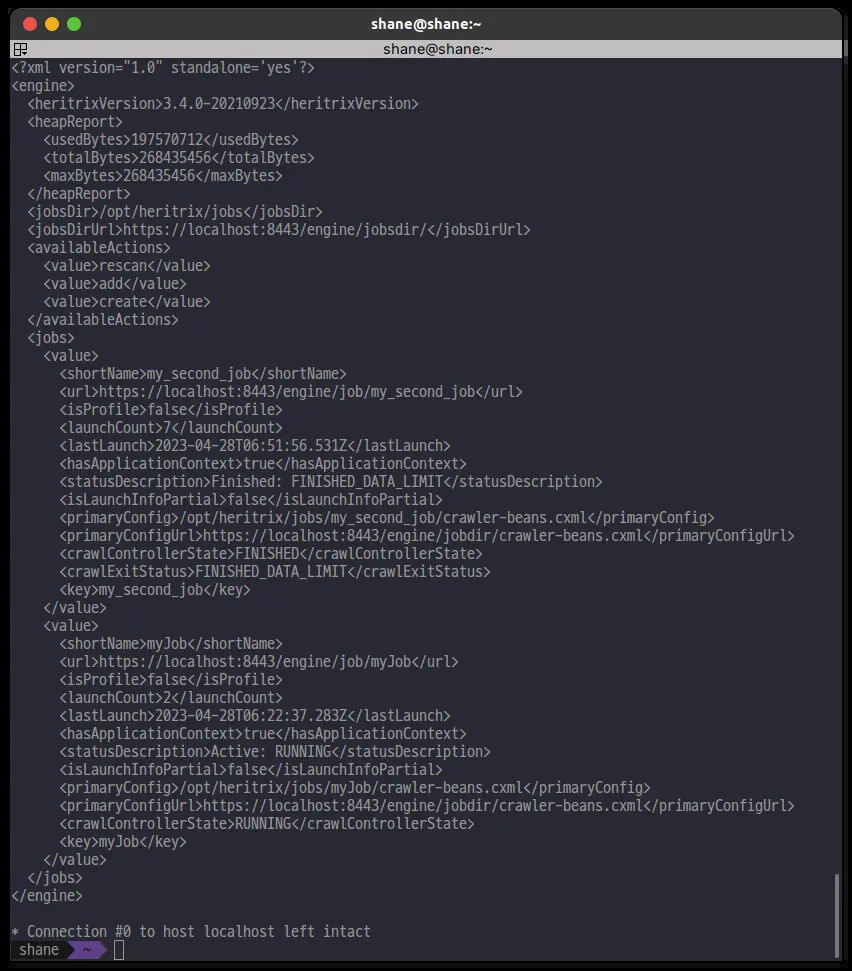 shane@shane:~
shane@shane:~
<?xml version="1.0" standalone='yes'?>
<engine>
  <heritrixVersion>3.4.0-20210923</heritrixVersion>
  <heapReport>
    <usedBytes>197570712</usedBytes>
    <totalBytes>268435456</totalBytes>
    <maxBytes>268435456</maxBytes>
  </heapReport>
  <jobsDir>/opt/heritrix/jobs</jobsDir>
  <jobsDirUrl>https://localhost:8443/engine/jobsdir/</jobsDirUrl>
  <availableActions>
    <value>rescan</value>
    <value>add</value>
    <value>create</value>
  </availableActions>
  <jobs>
    <value>
      <shortName>my_second_job</shortName>
      <url>https://localhost:8443/engine/job/my_second_job</url>
      <isProfile>false</isProfile>
      <launchCount>7</launchCount>
      <lastLaunch>2023-04-28T06:51:56.531Z</lastLaunch>
      <hasApplicationContext>true</hasApplicationContext>
      <statusDescription>Finished: FINISHED_DATA_LIMIT</statusDescription>
      <isLaunchInfoPartial>false</isLaunchInfoPartial>
      <primaryConfig>/opt/heritrix/jobs/my_second_job/crawler-beans.cxml</primaryConfig>
      <primaryConfigUrl>https://localhost:8443/engine/jobdir/crawler-beans.cxml</primaryConfigUrl>
      <crawlControllerState>FINISHED</crawlControllerState>
      <crawlExitStatus>FINISHED_DATA_LIMIT</crawlExitStatus>
      <key>my_second_job</key>
    </value>
    <value>
      <shortName>myJob</shortName>
      <url>https://localhost:8443/engine/job/myJob</url>
      <isProfile>false</isProfile>
      <launchCount>2</launchCount>
      <lastLaunch>2023-04-28T06:22:37.283Z</lastLaunch>
      <hasApplicationContext>true</hasApplicationContext>
      <statusDescription>Active: RUNNING</statusDescription>
      <isLaunchInfoPartial>false</isLaunchInfoPartial>
      <primaryConfig>/opt/heritrix/jobs/myJob/crawler-beans.cxml</primaryConfig>
      <primaryConfigUrl>https://localhost:8443/engine/jobdir/crawler-beans.cxml</primaryConfigUrl>
      <crawlControllerState>RUNNING</crawlControllerState>
      <key>myJob</key>
    </value>
  </jobs>
</engine>
* Connection #0 to host localhost left intact
shane ~